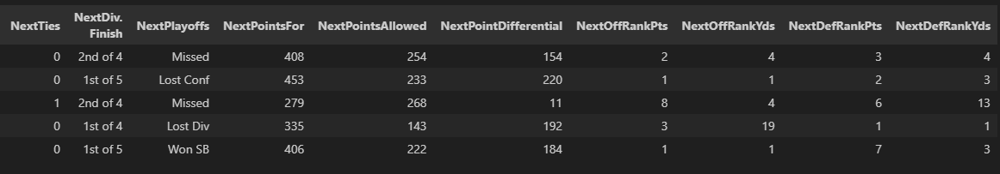 NextTies NextDiv. Finish NextPlayoffs NextPointsFor NextPointsAllowed NextPointDifferential NextOffRankPts NextOffRankYds NextDefRankPts NextDefRankYds
0 2nd of 4 Missed 408 254 154 2 4 3 4
0 1st of 5 Lost Conf 453 233 220 1 1 2 3
1 2nd of 4 Missed 279 268 11 8 4 6 13
0 1st of 4 Lost Div 335 143 192 3 19 1 1
0 1st of 5 Won SB 406 222 184 1 1 7 3